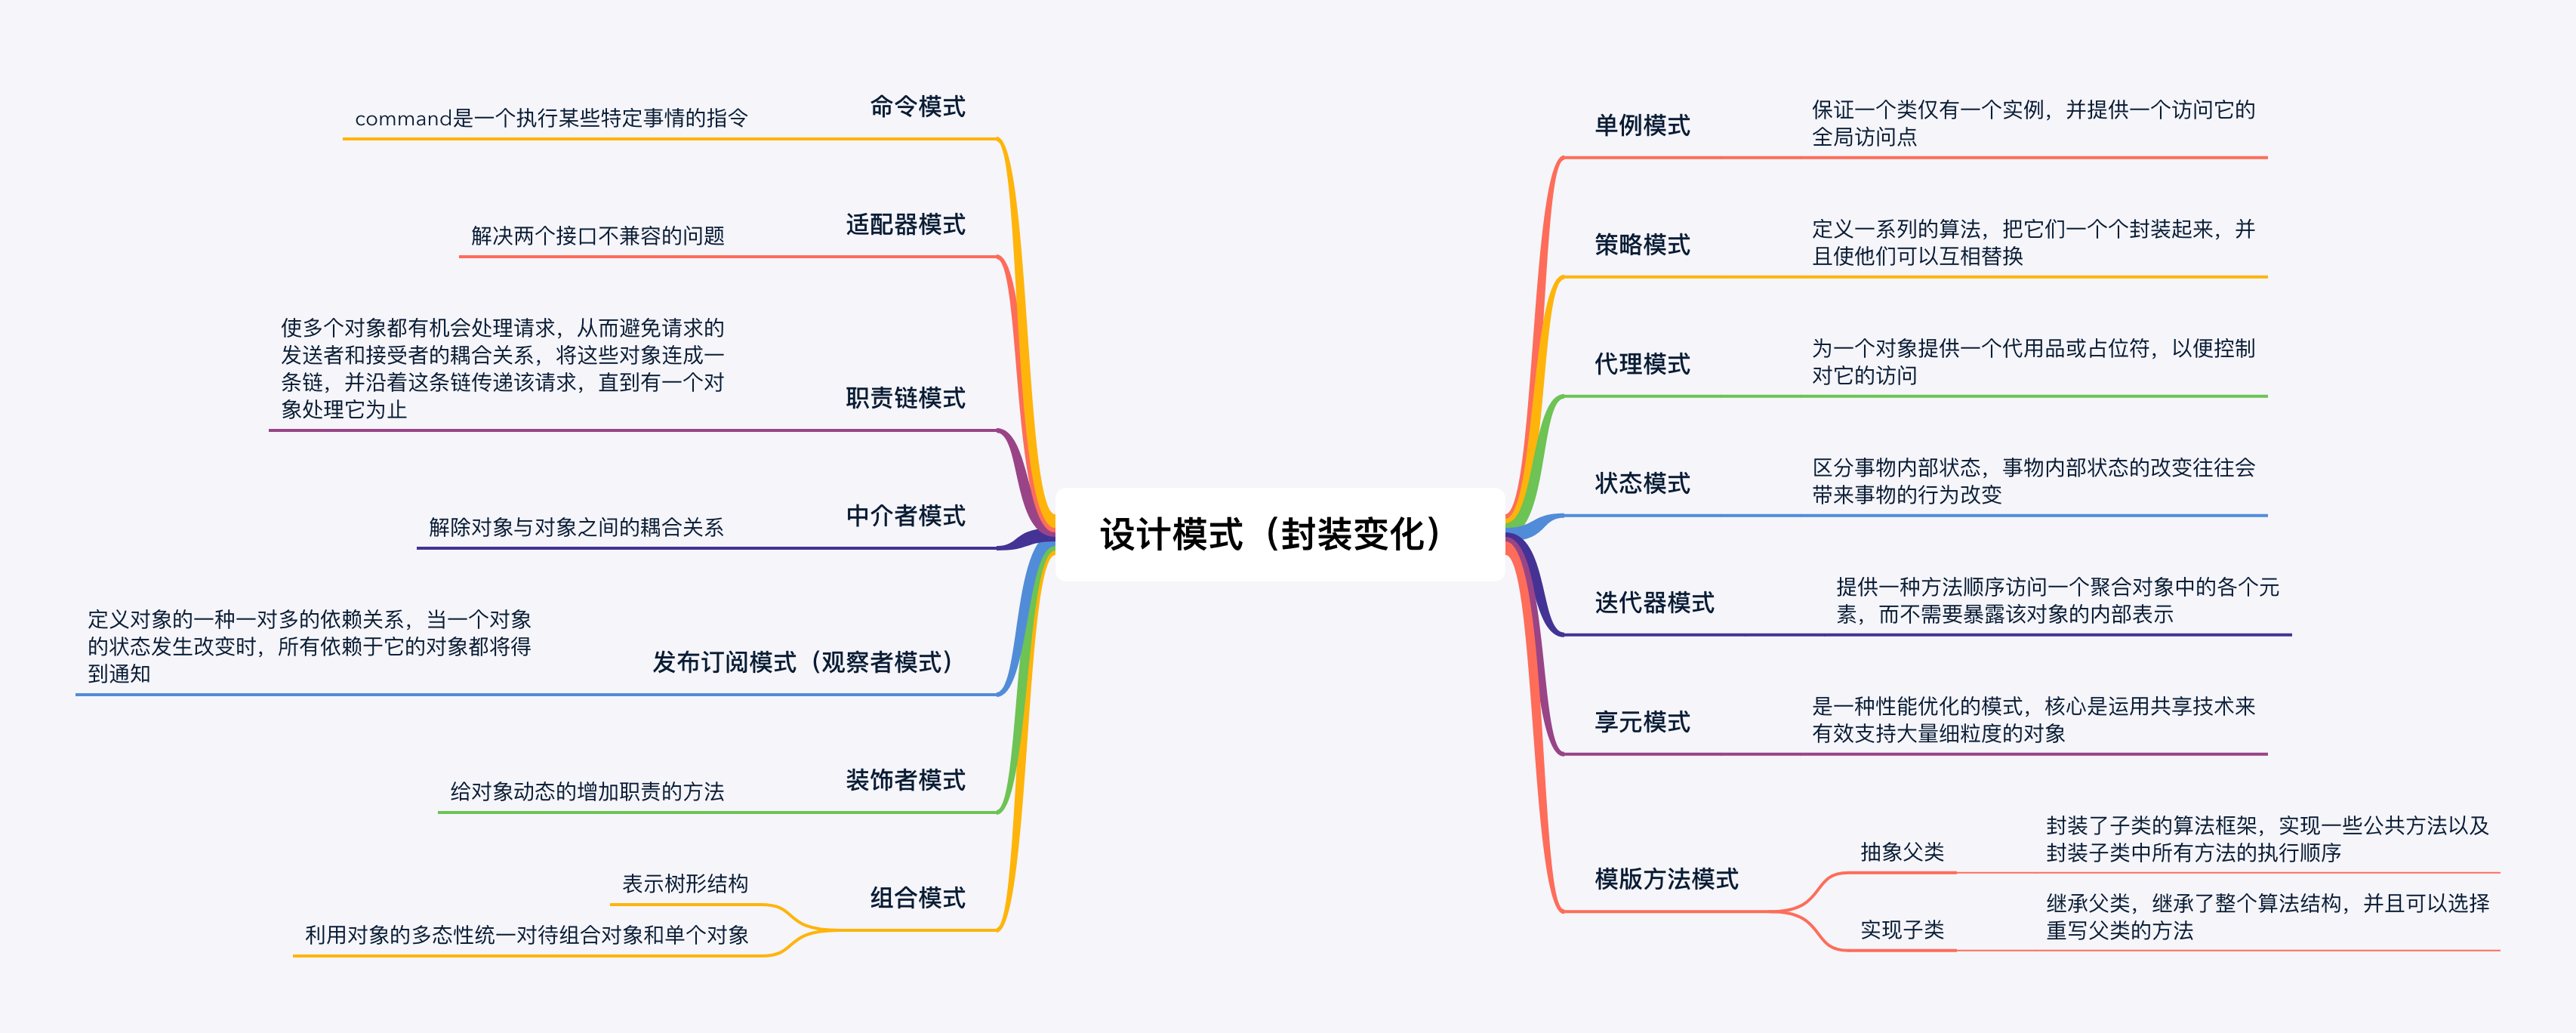 设计模式（封装变化）
命令模式
command是一个执行某些特定事情的指令
适配器模式
解决两个接口不兼容的问题
职责链模式
使多个对象都有机会处理请求，从而避免请求的
发送者和接受者的耦合关系，将这些对象连成一
条链，并沿着这条链传递该请求，直到有一个对
象处理它为止
中介者模式
解除对象与对象之间的耦合关系
发布订阅模式（观察者模式）
定义对象的一种一对多的依赖关系，当一个对象
的状态发生改变时，所有依赖于它的对象都将得
到通知
装饰者模式
给对象动态的增加职责的方法
组合模式
表示树形结构
利用对象的多态性统一对待组合对象和单个对象
单例模式
保证一个类仅有一个实例，并提供一个访问它的
全局访问点
策略模式
定义一系列的算法，把它们一个个封装起来，并
且使他们可以互相替换
代理模式
为一个对象提供一个代用品或占位符，以便控制
对它的访问
状态模式
区分事物内部状态，事物内部状态的改变往往会
带来事物的行为改变
迭代器模式
提供一种方法顺序访问一个聚合对象中的各个元
素，而不需要暴露该对象的内部表示
享元模式
是一种性能优化的模式，核心是运用共享技术来
有效支持大量细粒度的对象
模版方法模式
抽象父类
封装了子类的算法框架，实现一些公共方法以及
封装子类中所有方法的执行顺序
实现子类
继承父类，继承了整个算法结构，并且可以选择
重写父类的方法